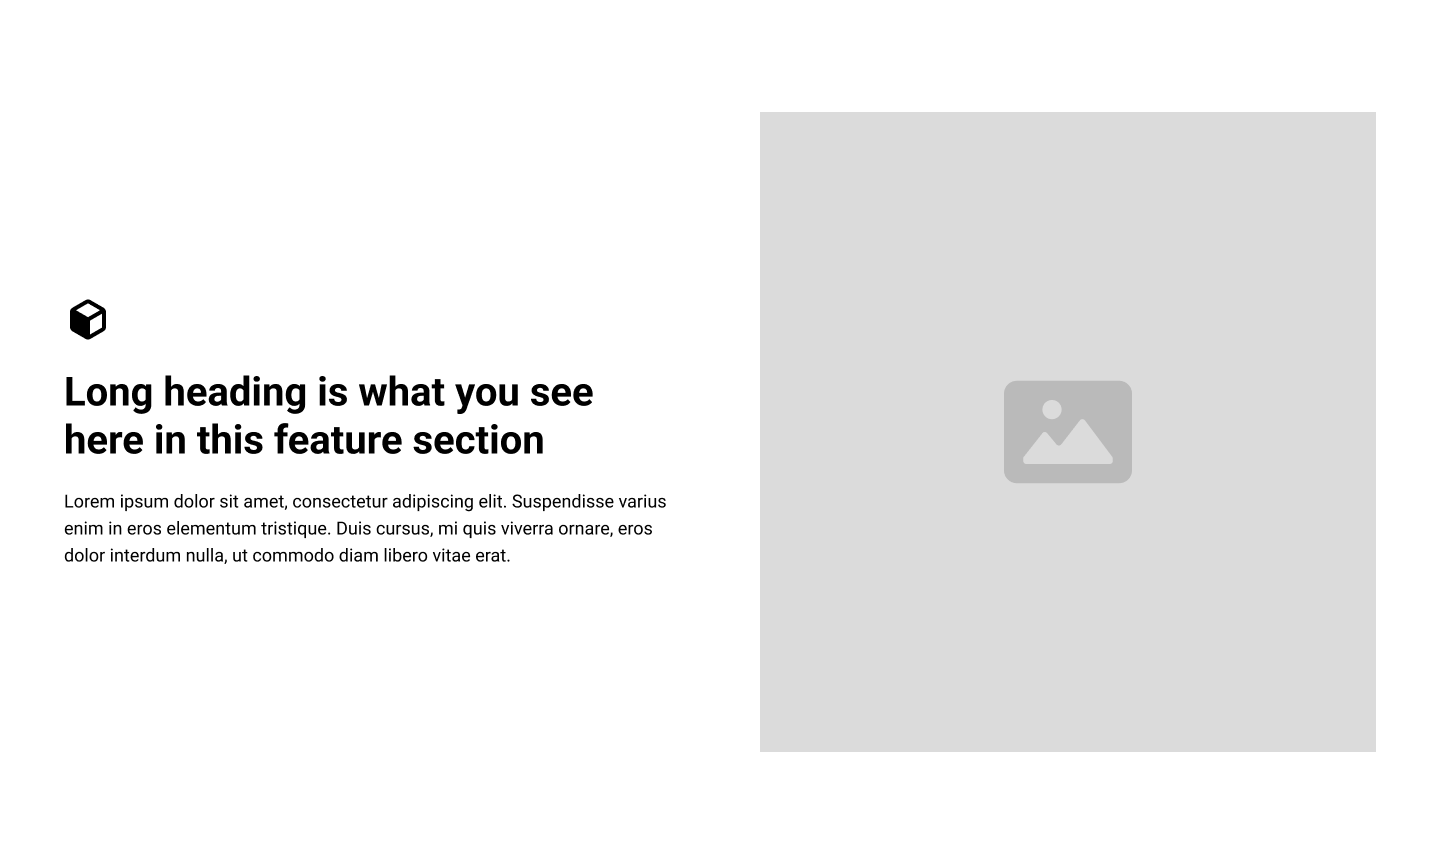 Long heading is what you see
here in this feature section
Lorem ipsum dolor sit amet, consectetur adipiscing elit. Suspendisse varius
enim in eros elementum tristique. Duis cursus, mi quis viverra ornare, eros
dolor interdum nulla, ut commodo diam libero vitae erat.